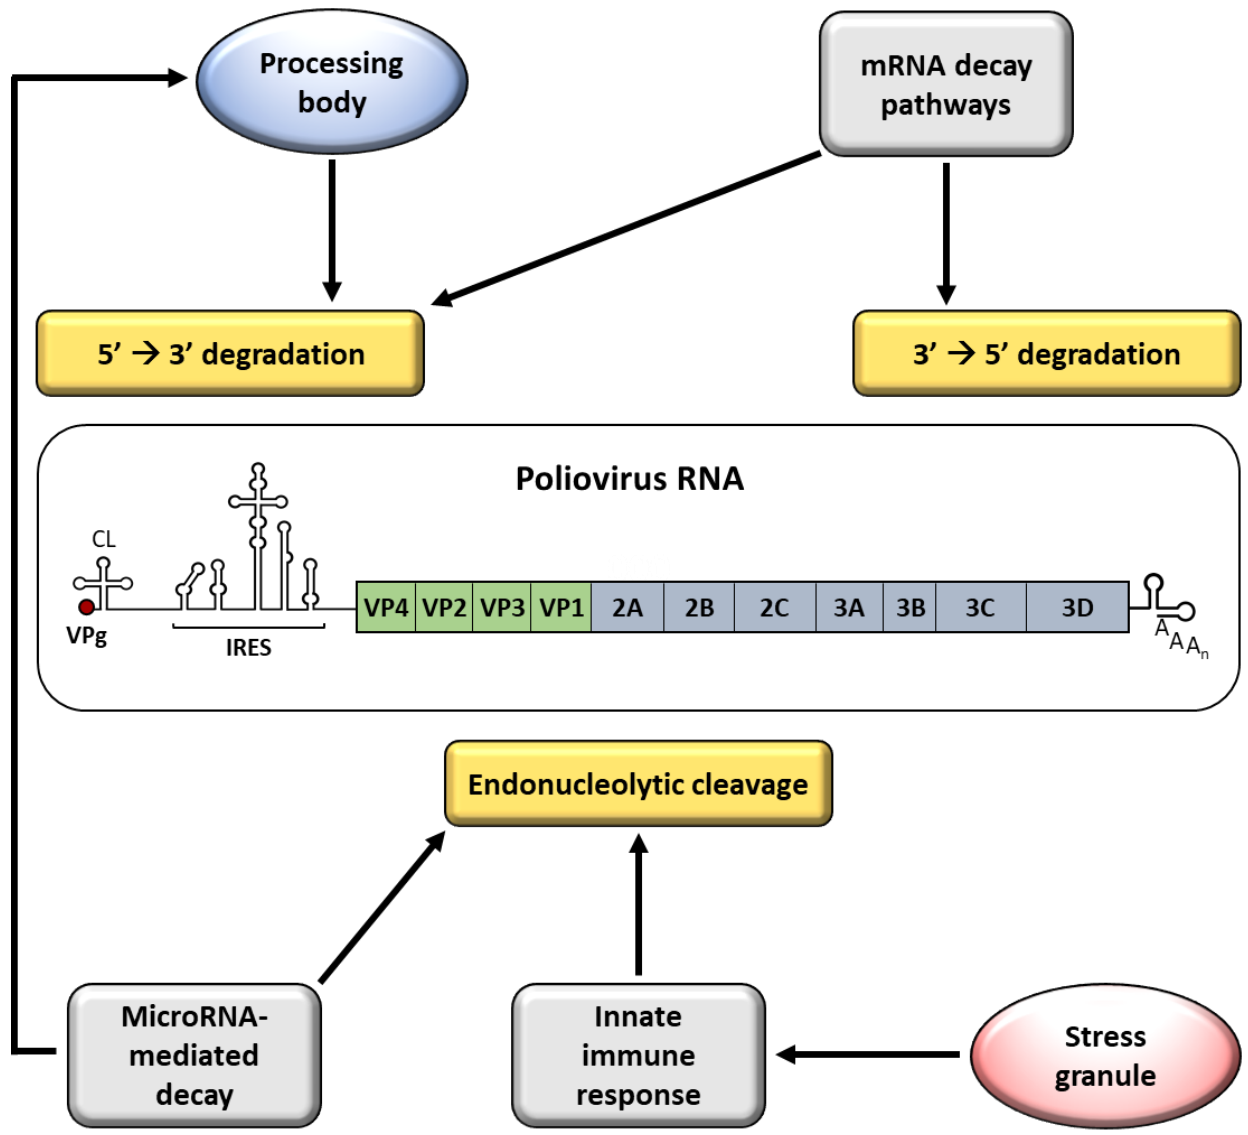 Processing
body
mRNA decay
pathways
5’ → 3’ degradation
3’ → 5’ degradation
Poliovirus RNA
CL
VPg
IRES
VP4 VP2 VP3 VP1 2A 2B 2C 3A 3B 3C 3D
AAAn
Endonucleolytic cleavage
MicroRNA-
mediated
decay
Innate
immune
response
Stress
granule